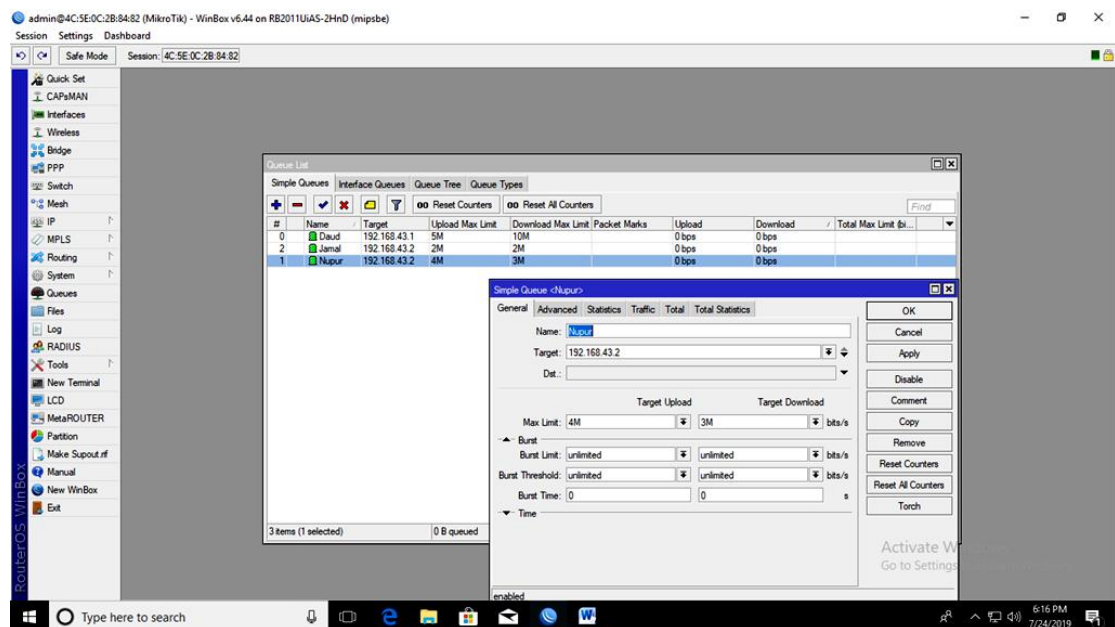 admin@4C:5E:0C:2B:84:82 (MikroTik) - WinBox v6.44 on RB2011UiAS-2HnD (mipsbe)
Session Settings Dashboard
Safe Mode Session: 4C:5E:0C:2B:84:82
Quick Set
CAPsMAN
Interfaces
Wireless
Bridge
PPP
Switch
Mesh
IP
MPLS
Routing
System
Queues
Files
Log
RADIUS
Tools
New Terminal
LCD
MetaROUTER
Partition
Make Supout.rif
Manual
New WinBox
Exit
RouterOS WinBox
Queue List
Simple Queues Interface Queues Queue Tree Queue Types
00 Reset Counters 00 Reset All Counters Find
# Name Target Upload Max Limit Download Max Limit Packet Marks Upload Download Total Max Limit (bi...
0 Daud 192.168.43.1 5M 10M 0 bps 0 bps
2 Jamal 192.168.43.2 2M 2M 0 bps 0 bps
1 Nupur 192.168.43.2 4M 3M 0 bps 0 bps
3 items (1 selected) 0 B queued
Simple Queue <Nupur>
General Advanced Statistics Traffic Total Total Statistics
Name: Nupur
Target: 192.168.43.2
Dst.:
Target Upload Target Download
Max Limit: 4M 3M bits/s
Burst
Burst Limit: unlimited unlimited bits/s
Burst Threshold: unlimited unlimited bits/s
Burst Time: 0 0 s
Time
enabled
OK
Cancel
Apply
Disable
Comment
Copy
Remove
Reset Counters
Reset All Counters
Torch
Activate
Go to Settings
Type here to search
6:16 PM
7/24/2019